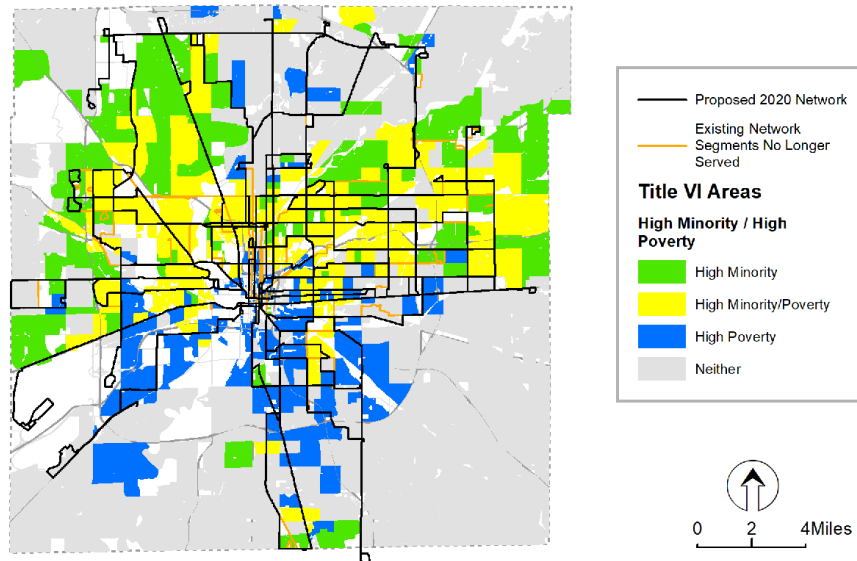 Proposed 2020 Network
Existing Network
Segments No Longer
Served
Title VI Areas
High Minority / High
Poverty
High Minority
High Minority/Poverty
High Poverty
Neither
0 2 4Miles